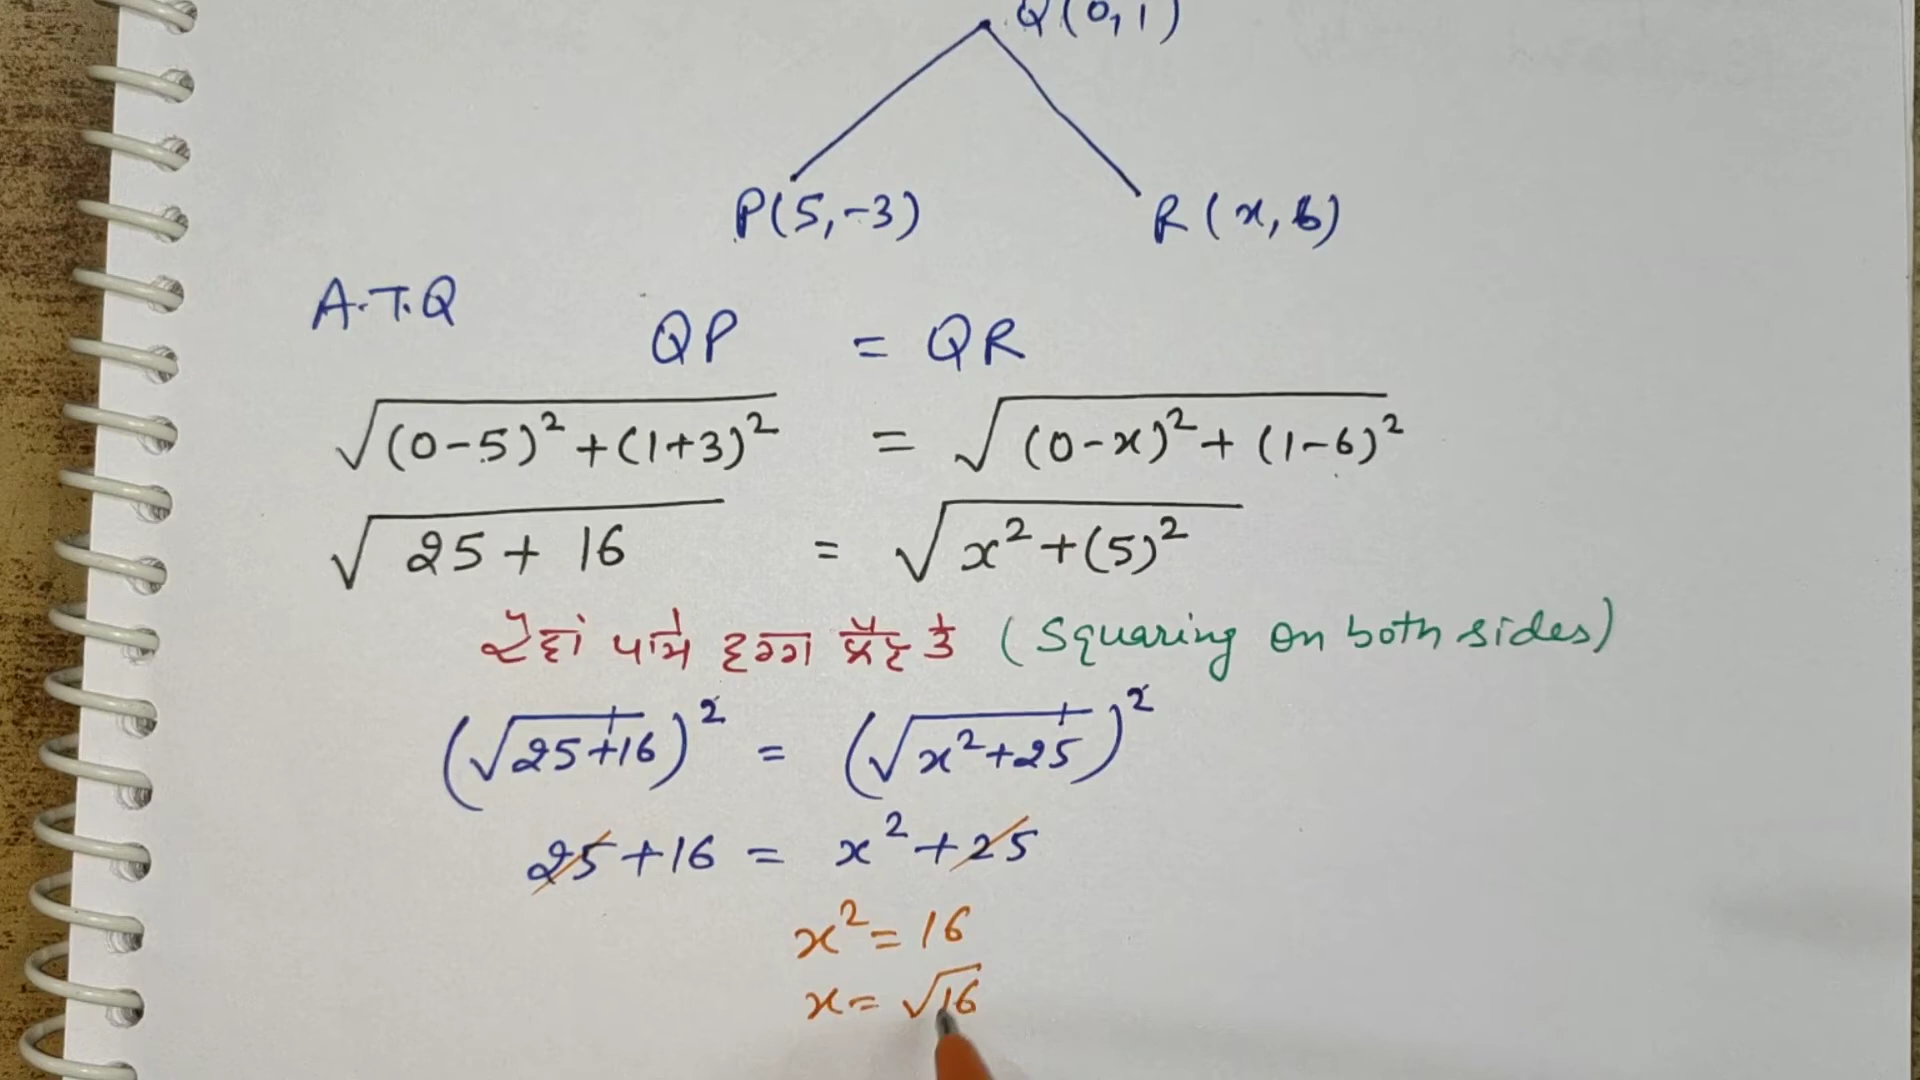 Q(0,1)
P(5,-3) R(x,6)
A.T.Q
QP = QR
√(0-5)²+(1+3)² = √(0-x)²+(1-6)²
√25+16 = √x²+(5)²
ਦੋਹਾਂ ਪਾਸੇ ਵਰਗ ਕਰਣ ਤੇ (Squaring on both sides)
(√25+16)² = (√x²+25)²
25+16 = x²+25
x²=16
x=√16